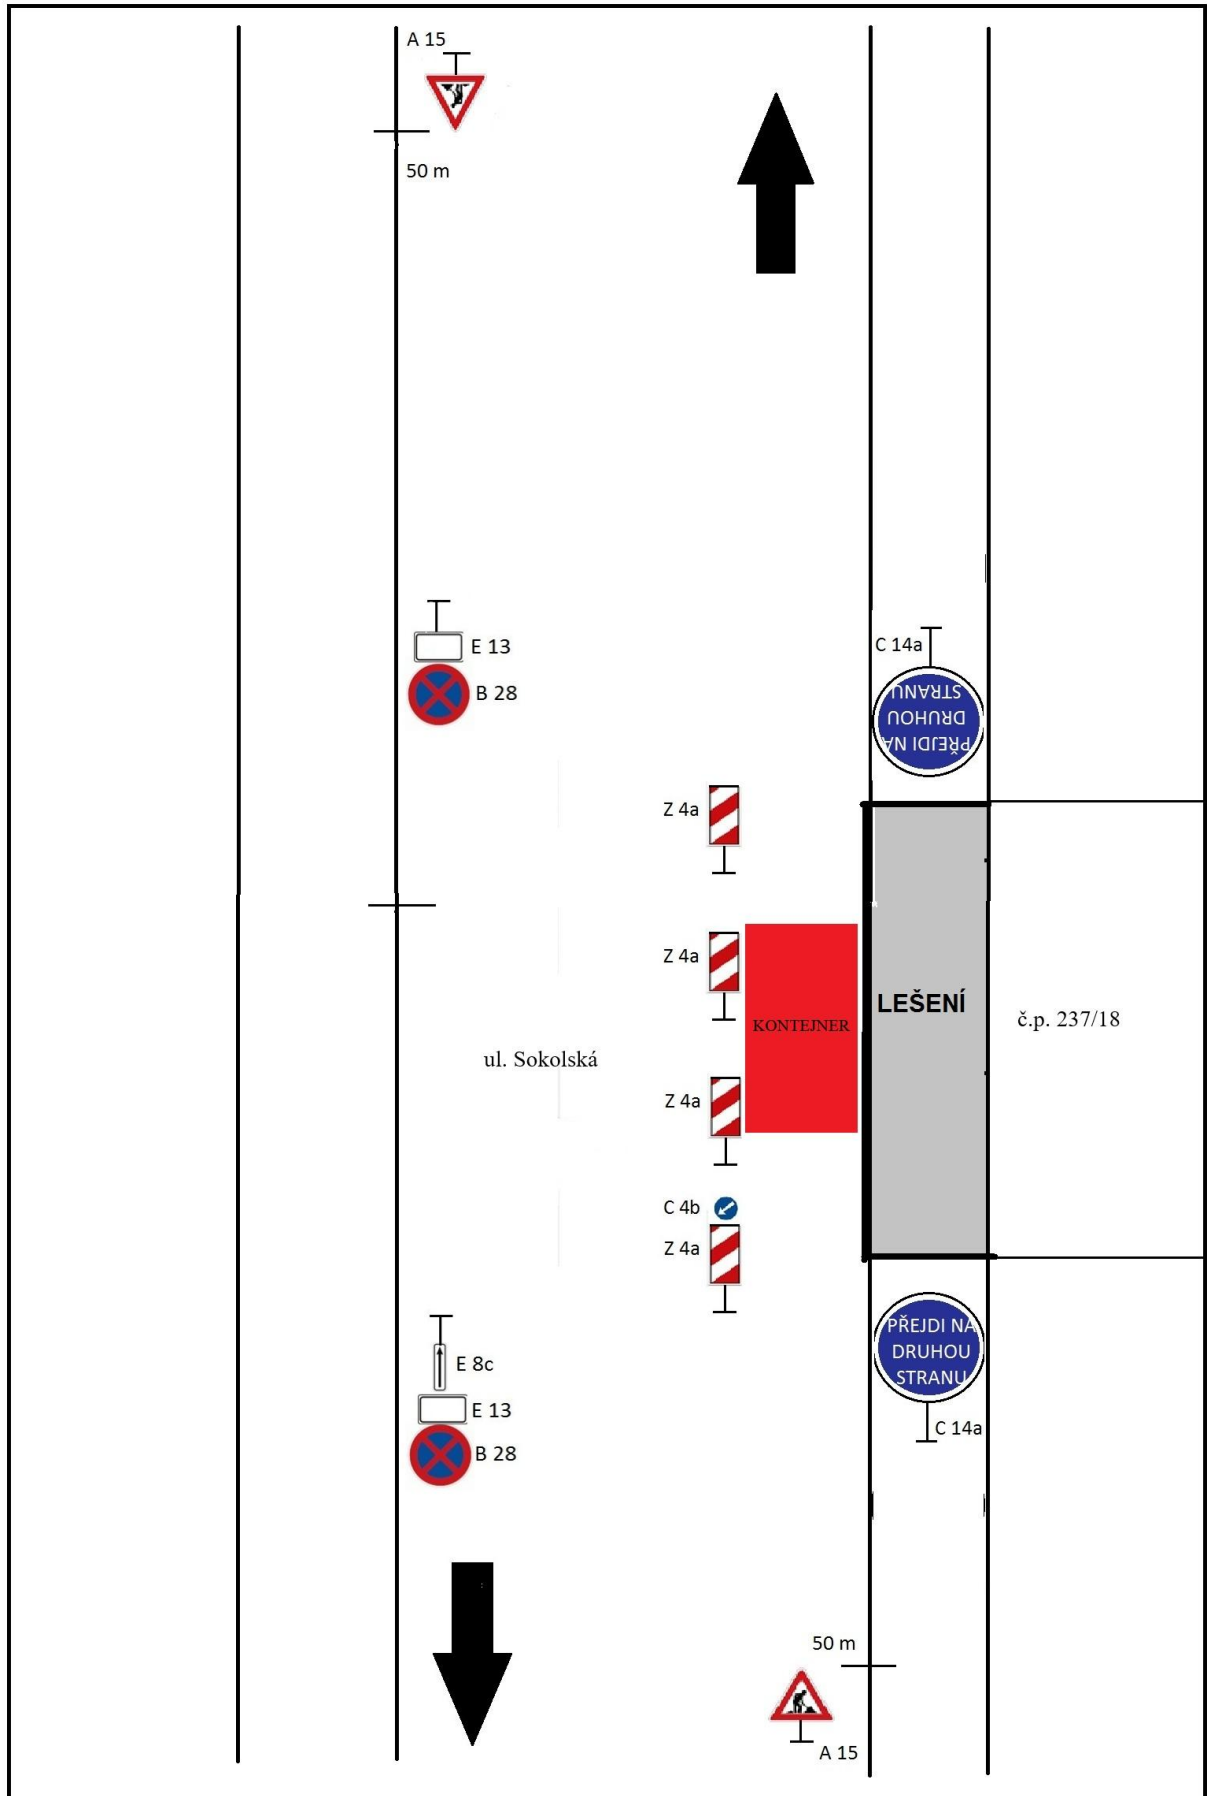 A 15
50 m
E 13
B 28
C 14a
PŘEJDI NA
DRUHOU
STRANU
Z 4a
Z 4a
LEŠENÍ
KONTEJNER
č.p. 237/18
ul. Sokolská
Z 4a
C 4b
Z 4a
PŘEJDI NA
DRUHOU
STRANU
E 8c
E 13
C 14a
B 28
50 m
A 15